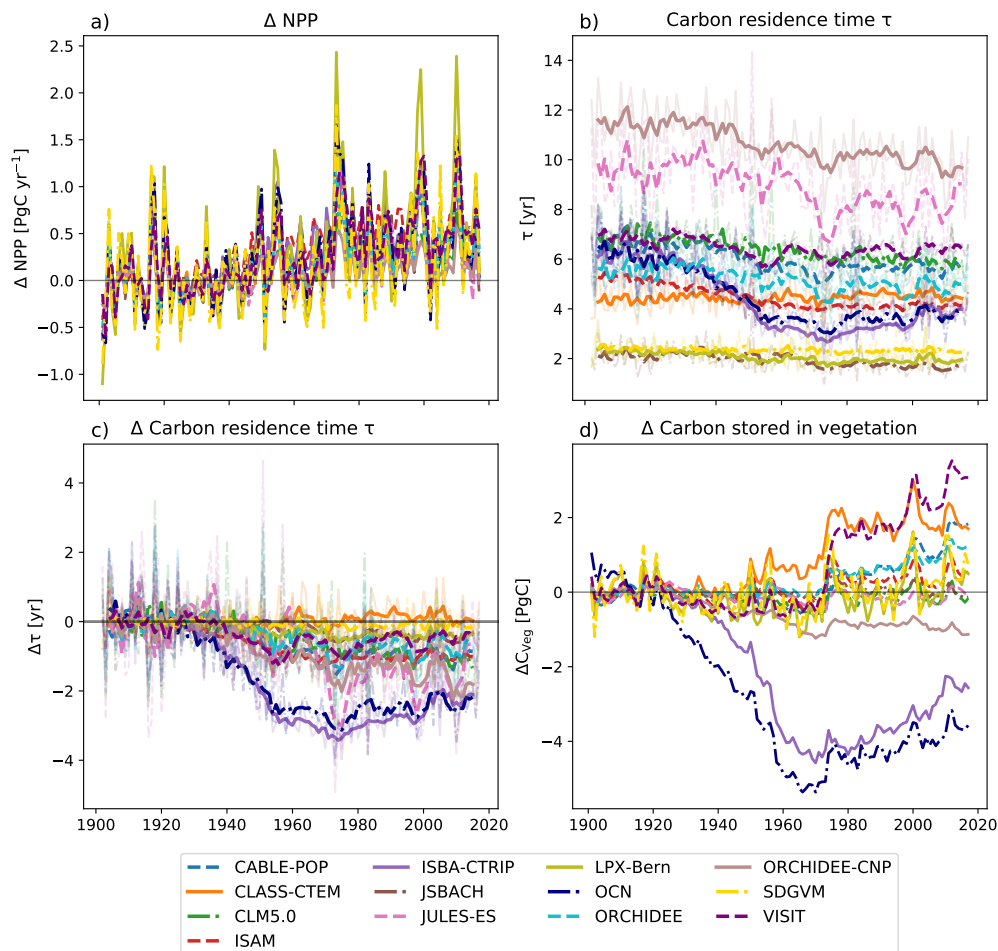 a)
Δ NPP
b)
Carbon residence time τ
Δ NPP [PgC yr⁻¹]
2.5
2.0
1.5
1.0
0.5
0.0
−0.5
−1.0
τ [yr]
14
12
10
8
6
4
2
c)
Δ Carbon residence time τ
d)
Δ Carbon stored in vegetation
Δτ [yr]
4
2
0
−2
−4
1900 1920 1940 1960 1980 2000 2020
ΔC_Veg [PgC]
2
0
−2
−4
1900 1920 1940 1960 1980 2000 2020
CABLE-POP
CLASS-CTEM
CLM5.0
ISAM
ISBA-CTRIP
JSBACH
JULES-ES
LPX-Bern
OCN
ORCHIDEE
ORCHIDEE-CNP
SDGVM
VISIT